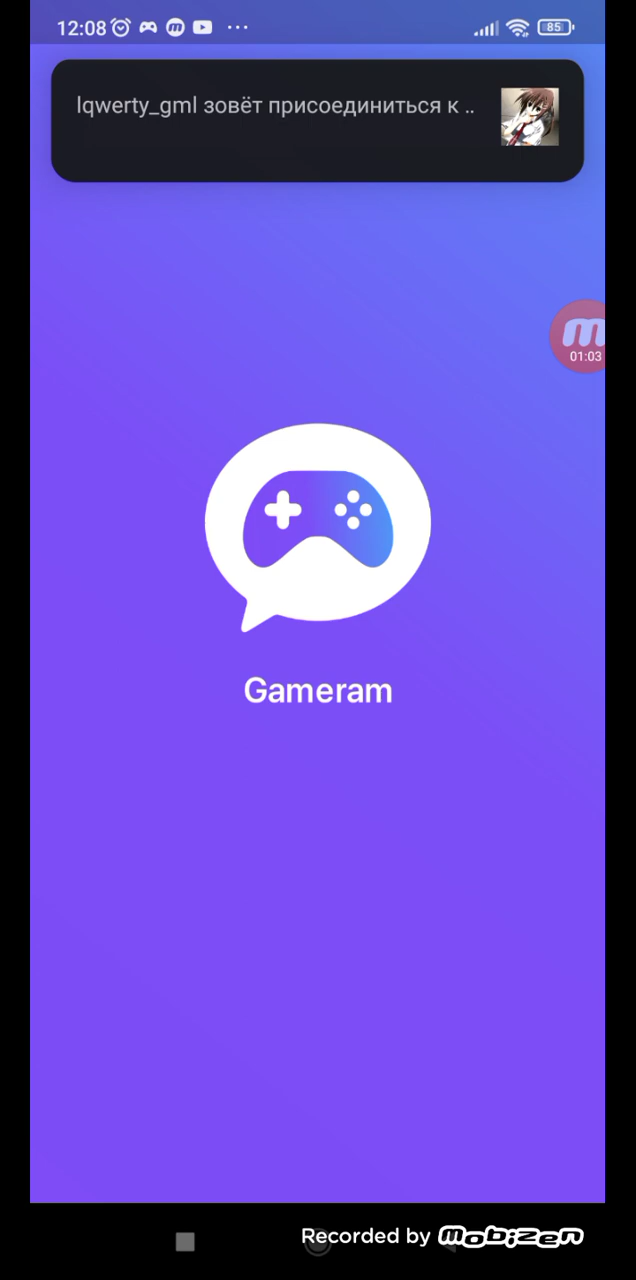 12:08
85
lqwerty_gml зовёт присоединиться к ..
m
01:03
Gameram
Recorded by mobizen